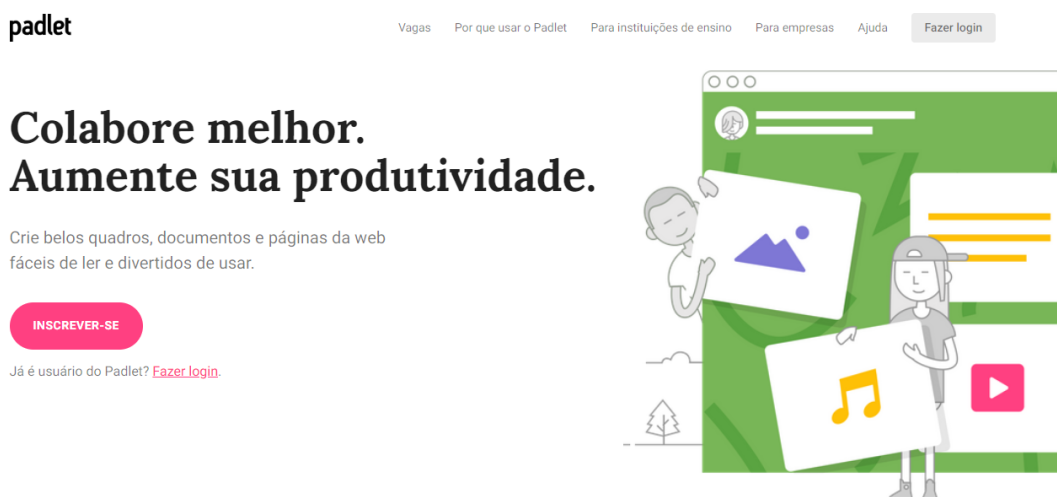 padlet
Vagas Por que usar o Padlet Para instituições de ensino Para empresas Ajuda Fazer login
Colabore melhor.
Aumente sua produtividade.
Crie belos quadros, documentos e páginas da web
fáceis de ler e divertidos de usar.
INSCREVER-SE
Já é usuário do Padlet? Fazer login.